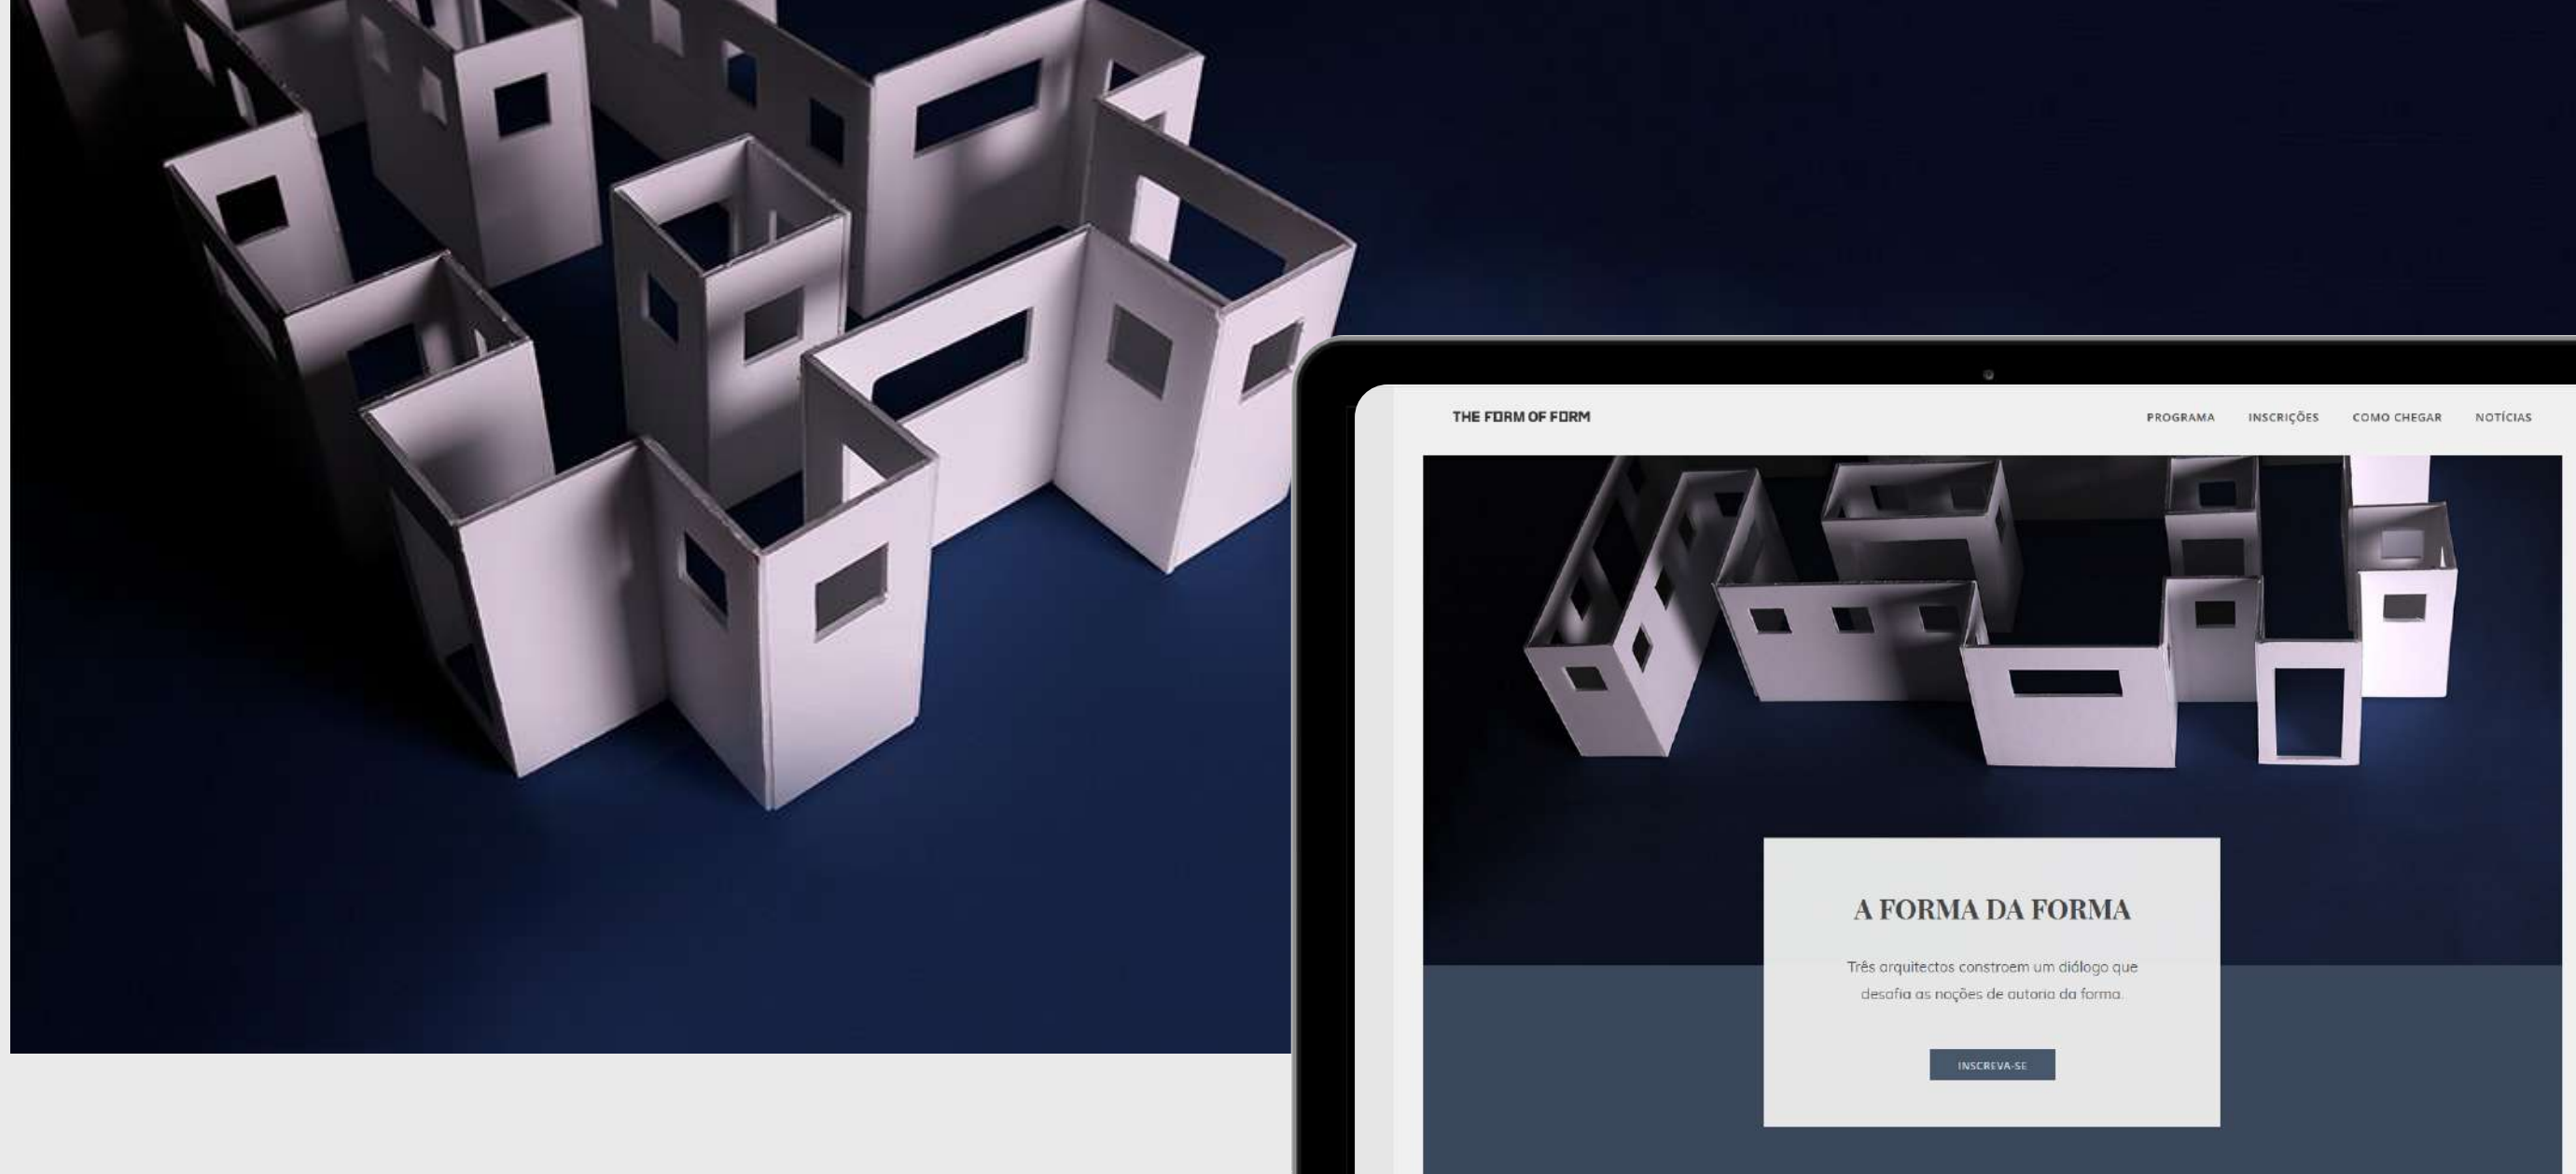 THE FORM OF FORM
PROGRAMA INSCRIÇÕES COMO CHEGAR NOTÍCIAS
A FORMA DA FORMA
Três arquitectos constroem um diálogo que
desafia as noções de autoria da forma.
INSCREVA-SE